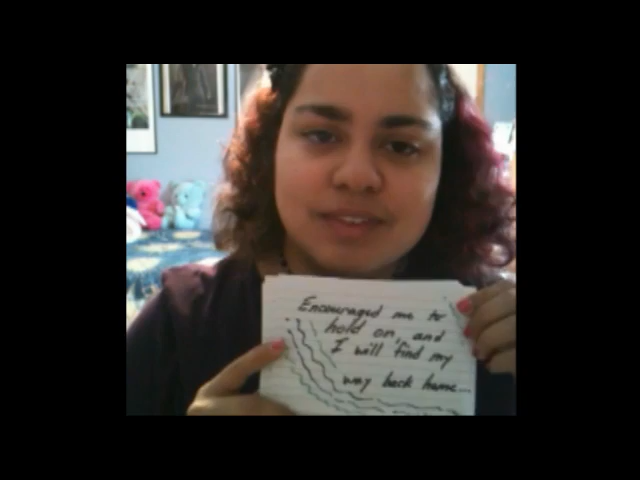 Encouraged me to
hold on, and
I will find my
way back home...